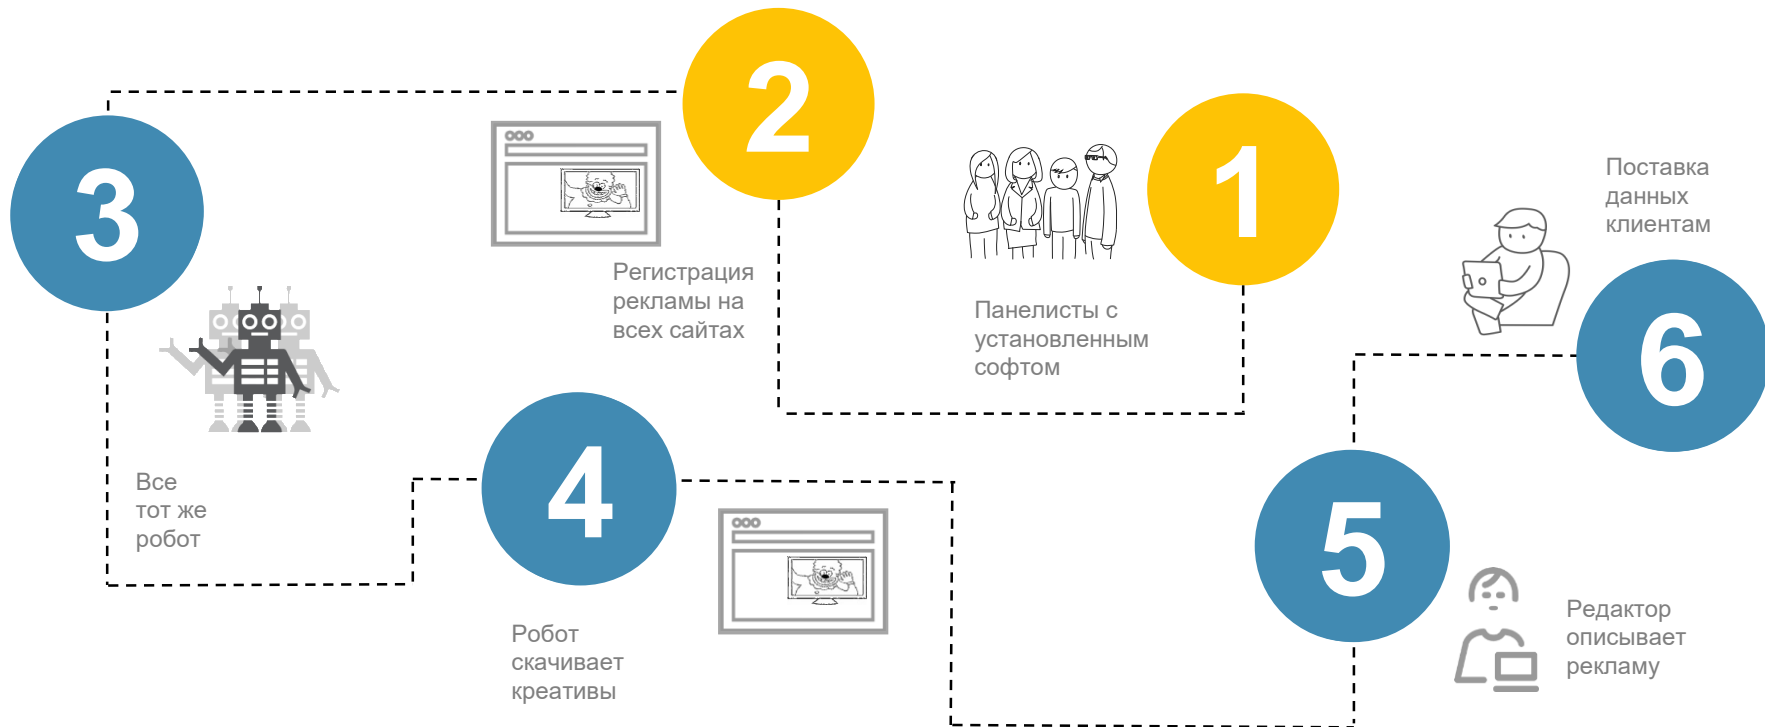 1
Панелисты с
установленным
софтом
2
Регистрация
рекламы на
всех сайтах
3
Все
тот же
робот
4
Робот
скачивает
креативы
5
Редактор
описывает
рекламу
6
Поставка
данных
клиентам